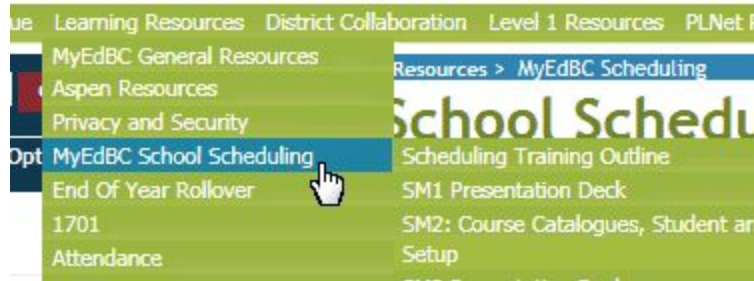 ue Learning Resources District Collaboration Level 1 Resources PLNet
MyEdBC General Resources
Resources > MyEdBC Scheduling
Aspen Resources
Privacy and Security
School Schedu
Opt MyEdBC School Scheduling
Scheduling Training Outline
End Of Year Rollover
SM1 Presentation Deck
1701
SM2: Course Catalogues, Student an
Attendance
Setup